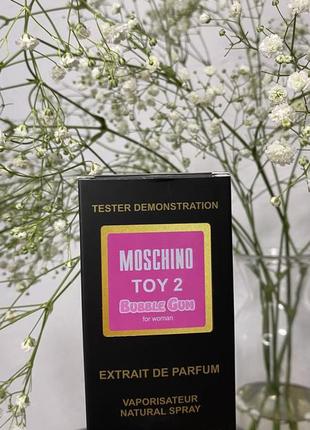 TESTER DEMONSTRATION
MOSCHINO
TOY 2
BUBBLE GUM
for woman
EXTRAIT DE PARFUM
VAPORISATEUR
NATURAL SPRAY